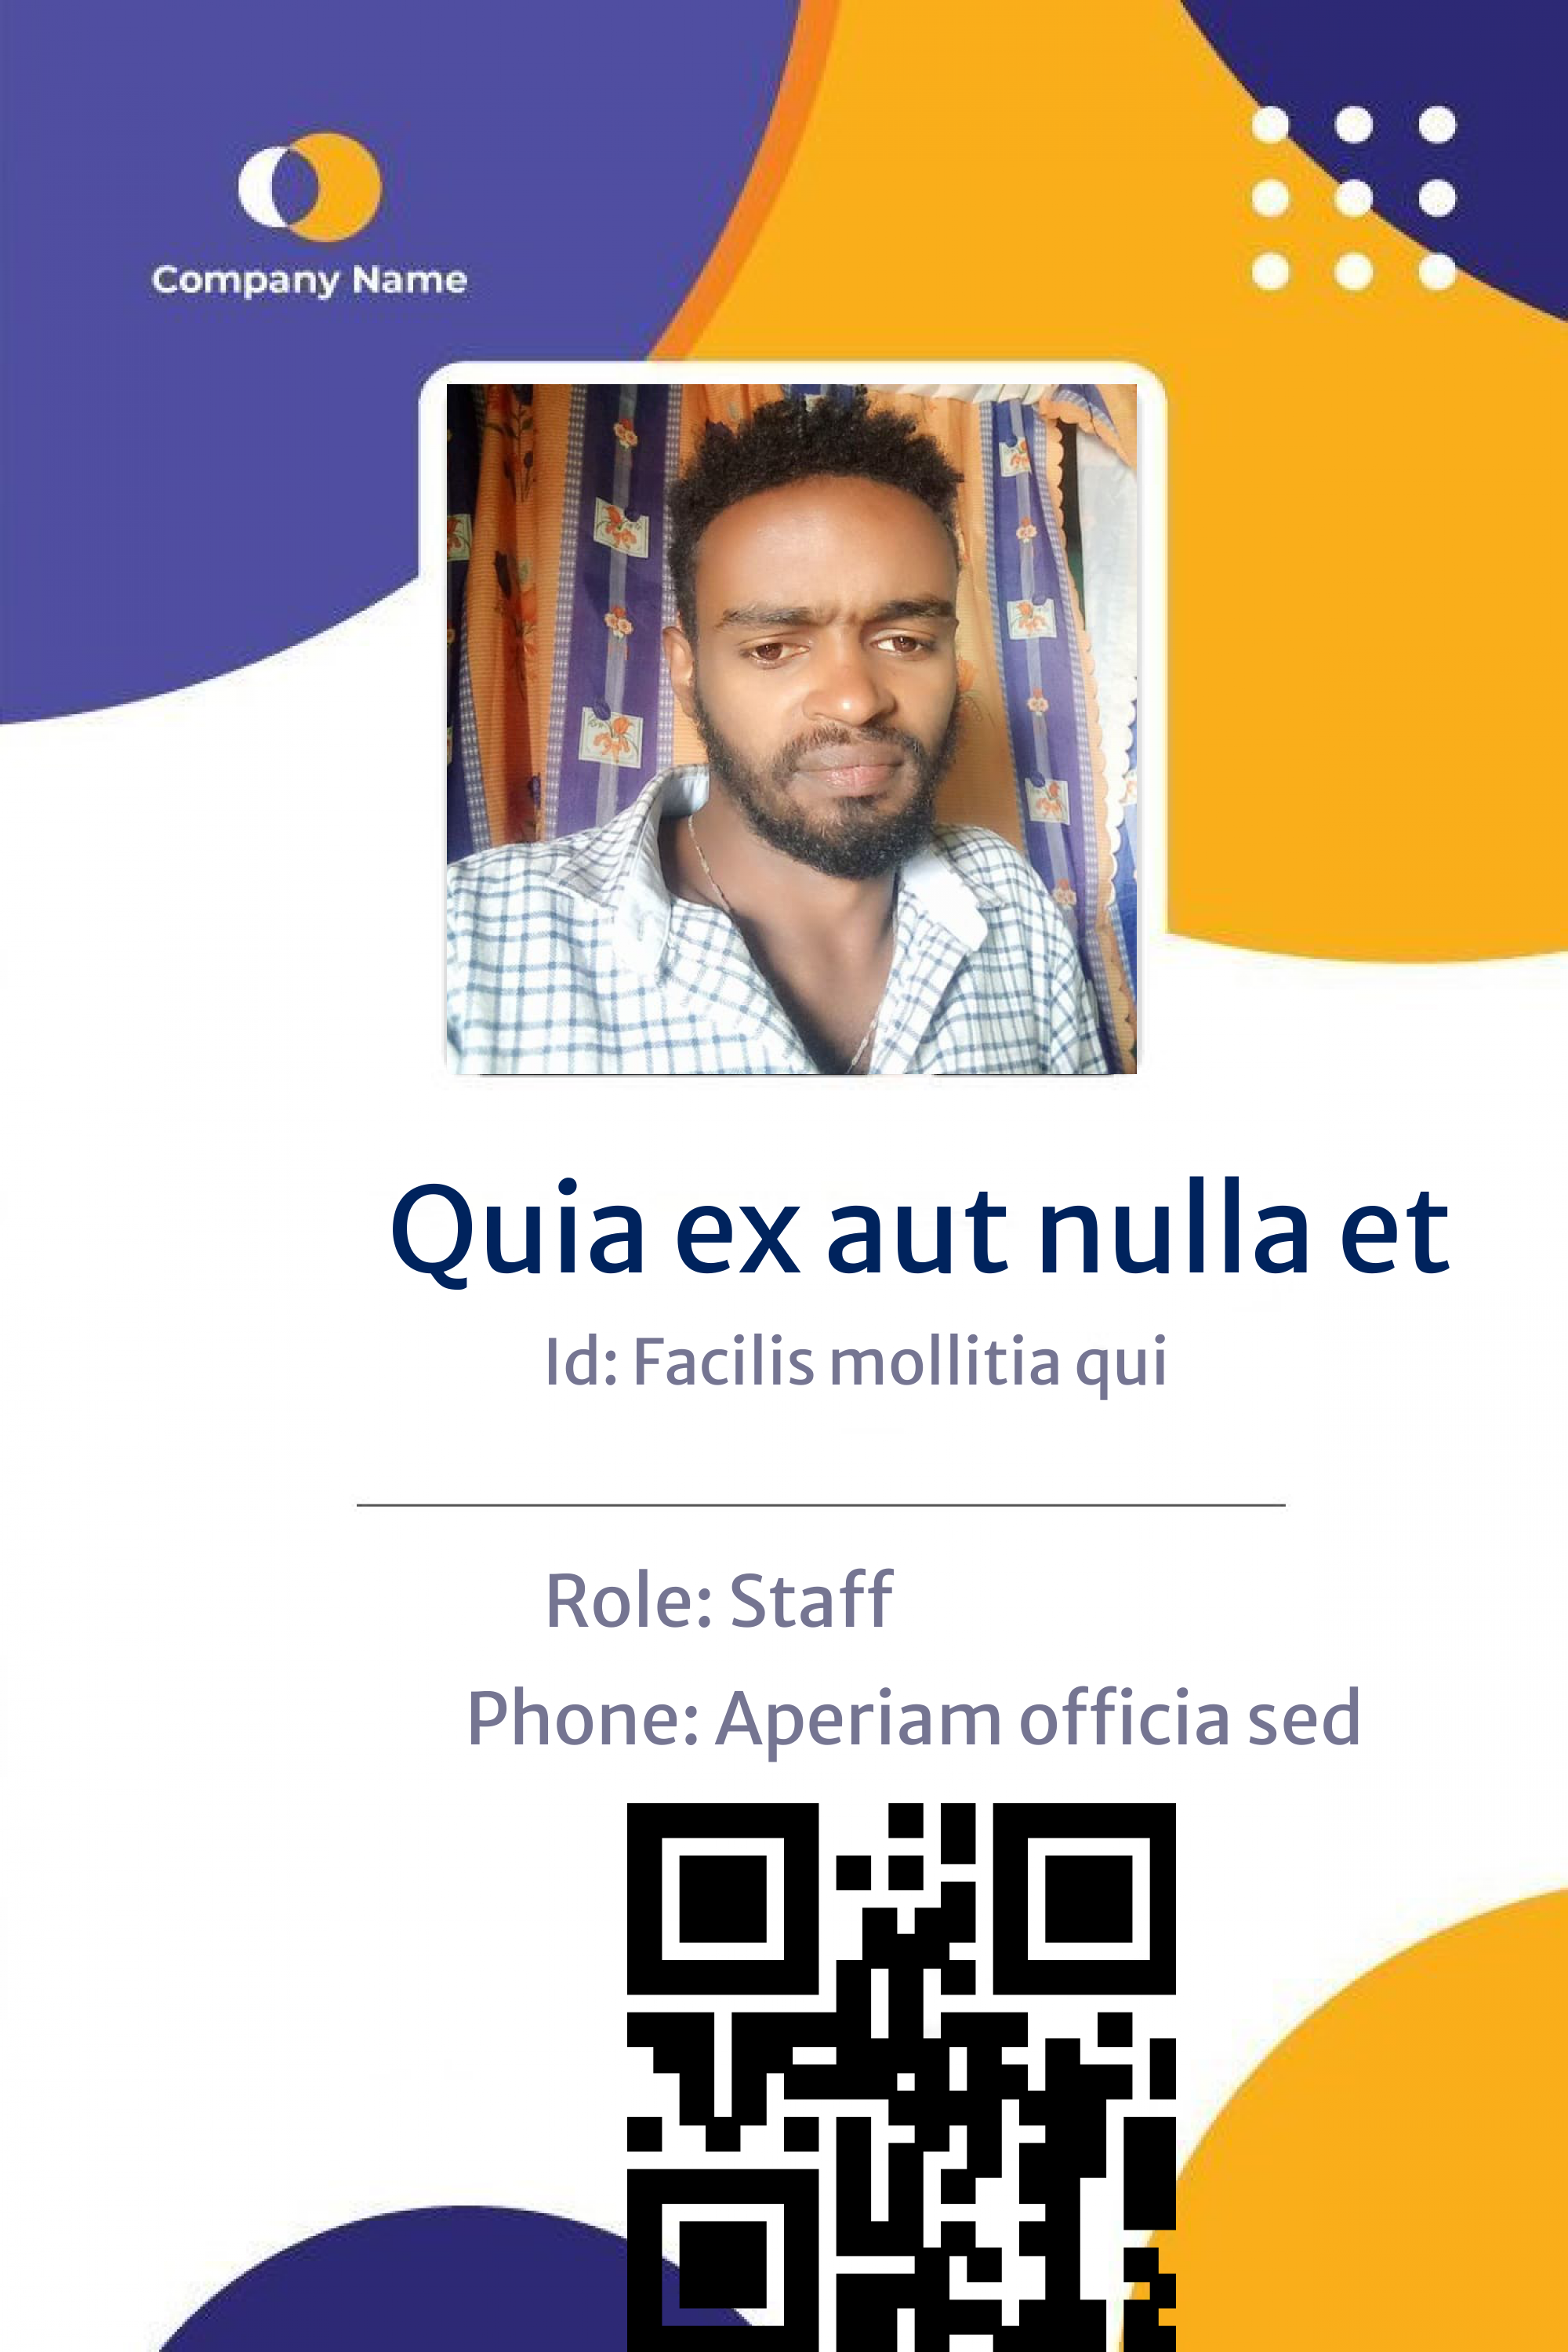 Company Name
Quia ex aut nulla et
Id: Facilis mollitia qui
Role: Staff
Phone: Aperiam officia sed